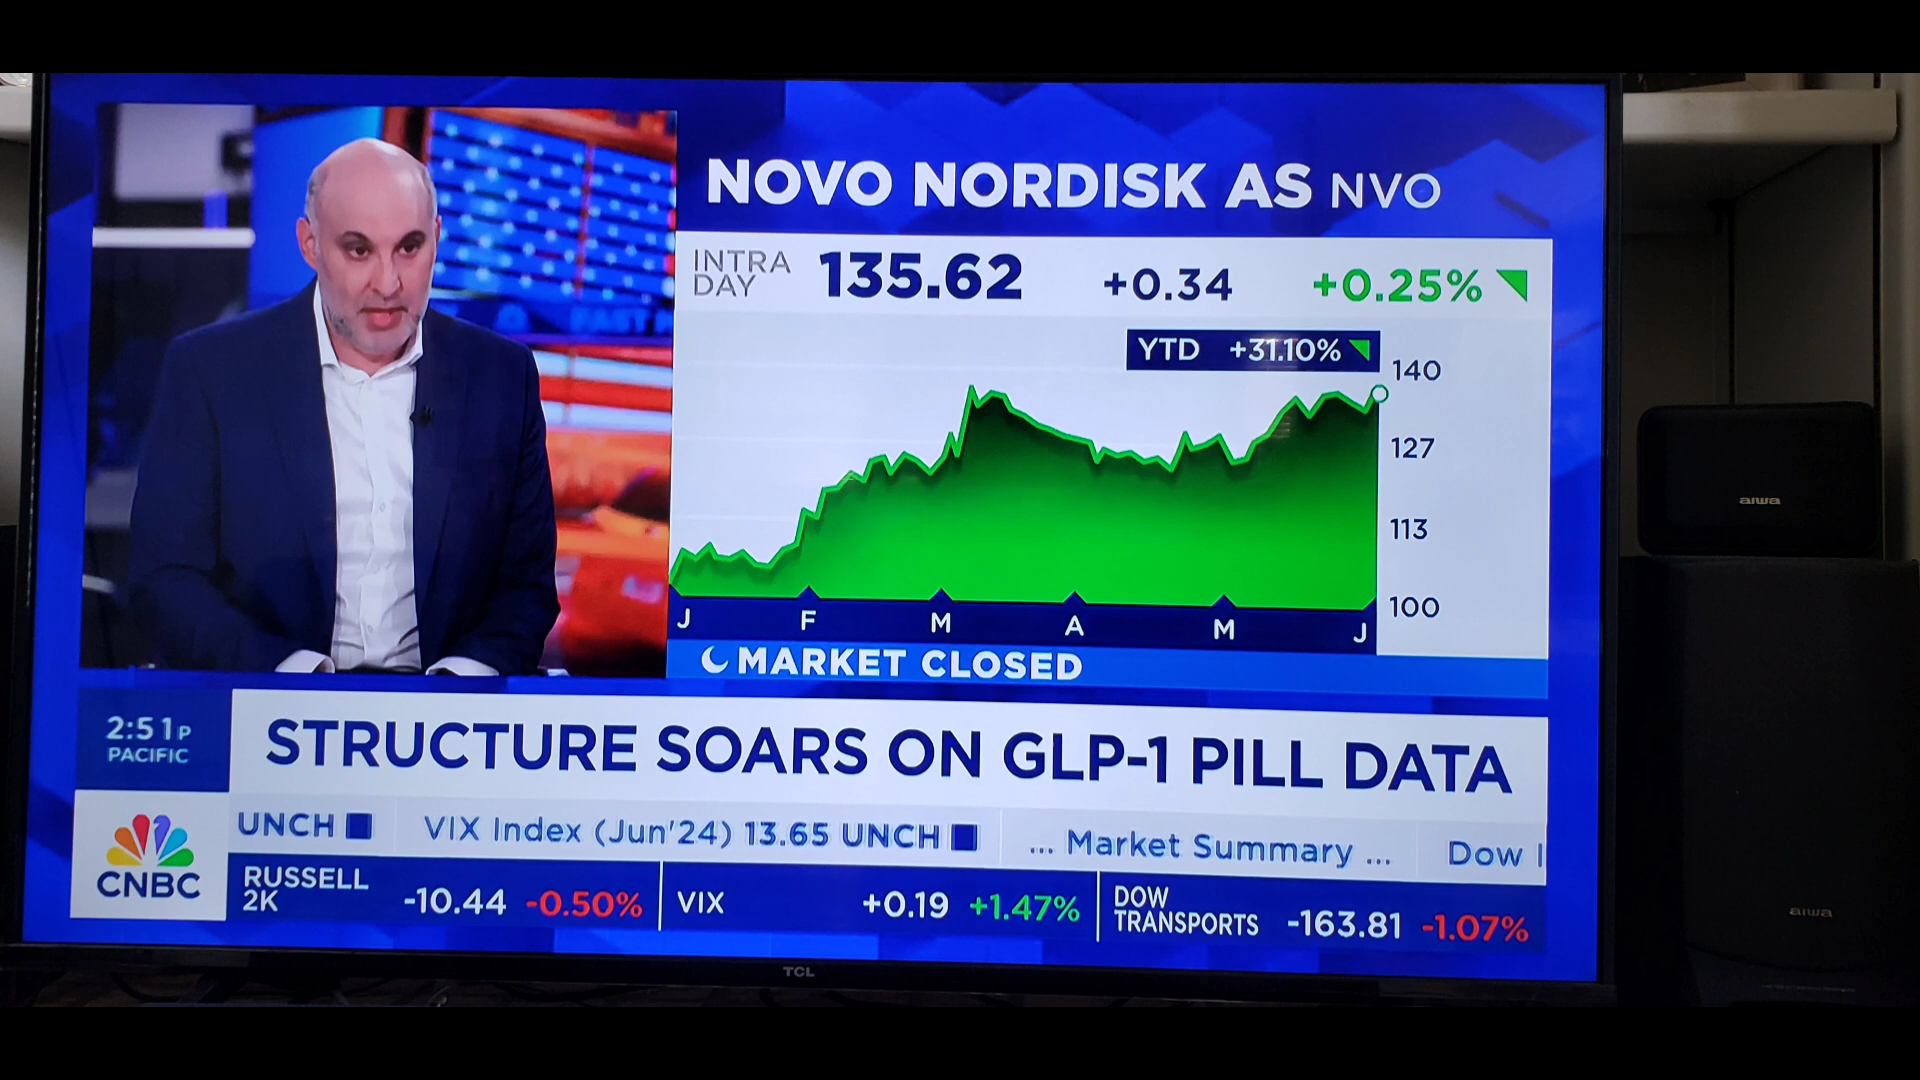 NOVO NORDISK AS NVO
INTRA
DAY
135.62 +0.34 +0.25%
YTD +31.10%
140
127
113
100
J F M A M J
MARKET CLOSED
2:51P
PACIFIC
STRUCTURE SOARS ON GLP-1 PILL DATA
UNCH VIX Index (Jun'24) 13.65 UNCH ... Market Summary ... Dow I
CNBC
RUSSELL
2K
-10.44 -0.50%
VIX +0.19 +1.47%
DOW
TRANSPORTS
-163.81 -1.07%
TCL
aiwa
aiwa